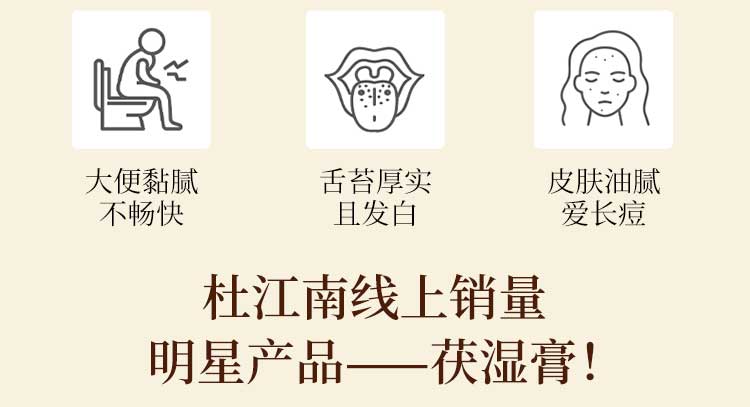 大便黏腻
不畅快
舌苔厚实
且发白
皮肤油腻
爱长痘
杜江南线上销量
明星产品——茯湿膏！